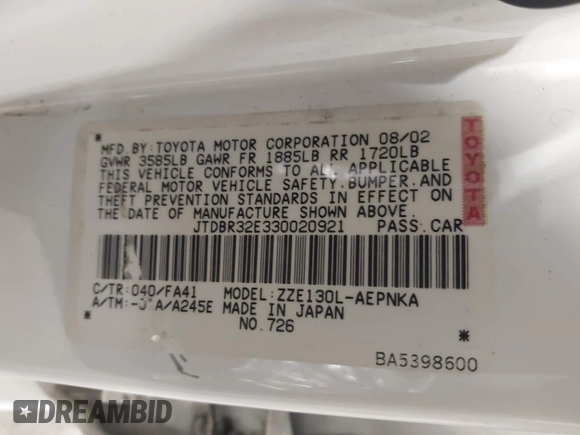 MFD.BY:TOYOTA MOTOR CORPORATION 08/02
GVWR 3585LB GAWR FR 1885LB RR 1720LB
THIS VEHICLE CONFORMS TO ALL APPLICABLE
FEDERAL MOTOR VEHICLE SAFETY,BUMPER,AND
THEFT PREVENTION STANDARDS IN EFFECT ON
THE DATE OF MANUFACTURE SHOWN ABOVE.
JTDBR32E330020921 PASS.CAR
TOYOTA
C/TR:040/FA41 MODEL:ZZE130L-AEPNKA
A/TM: A/A245E MADE IN JAPAN
NO.726
BA5398600
DREAMBID